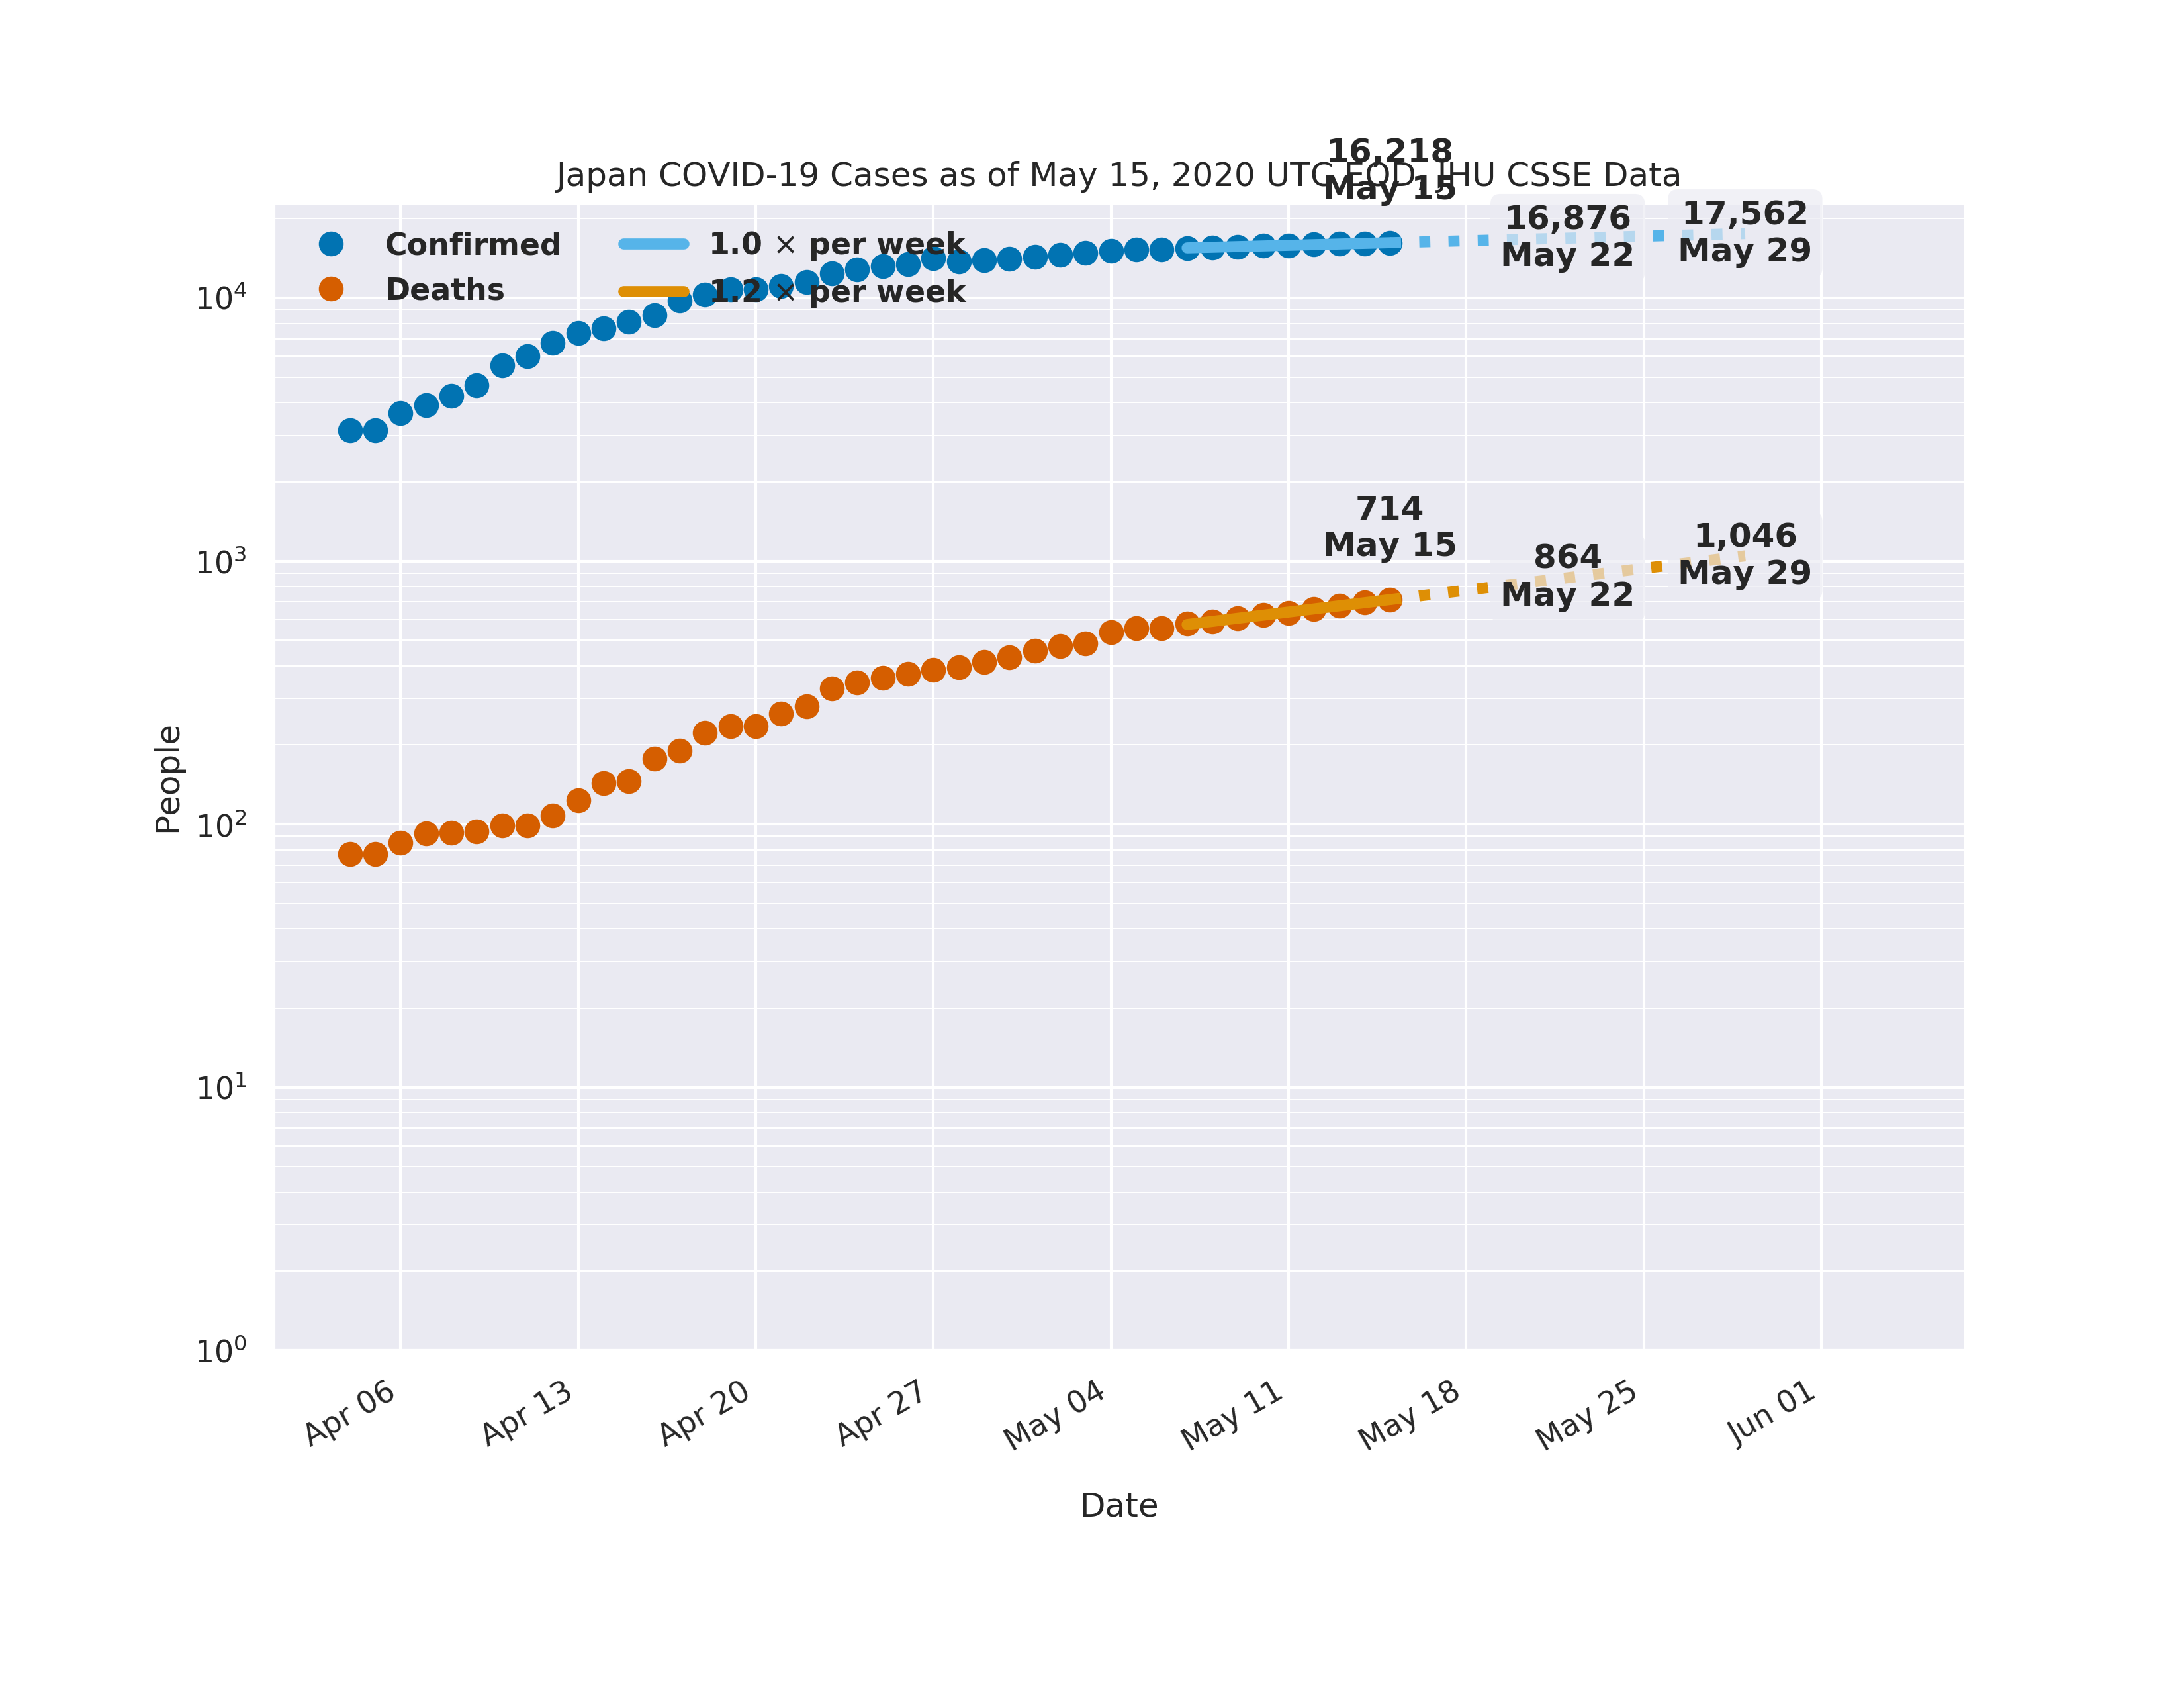 16,218
May 15
Japan COVID-19 Cases as of May 15, 2020 UTC EOD, JHU CSSE Data
16,876
May 22
17,562
May 29
Confirmed
Deaths
1.0 × per week
1.2 × per week
714
May 15
864
May 22
1,046
May 29
People
10⁴
10³
10²
10¹
10⁰
Apr 06
Apr 13
Apr 20
Apr 27
May 04
May 11
May 18
May 25
Jun 01
Date